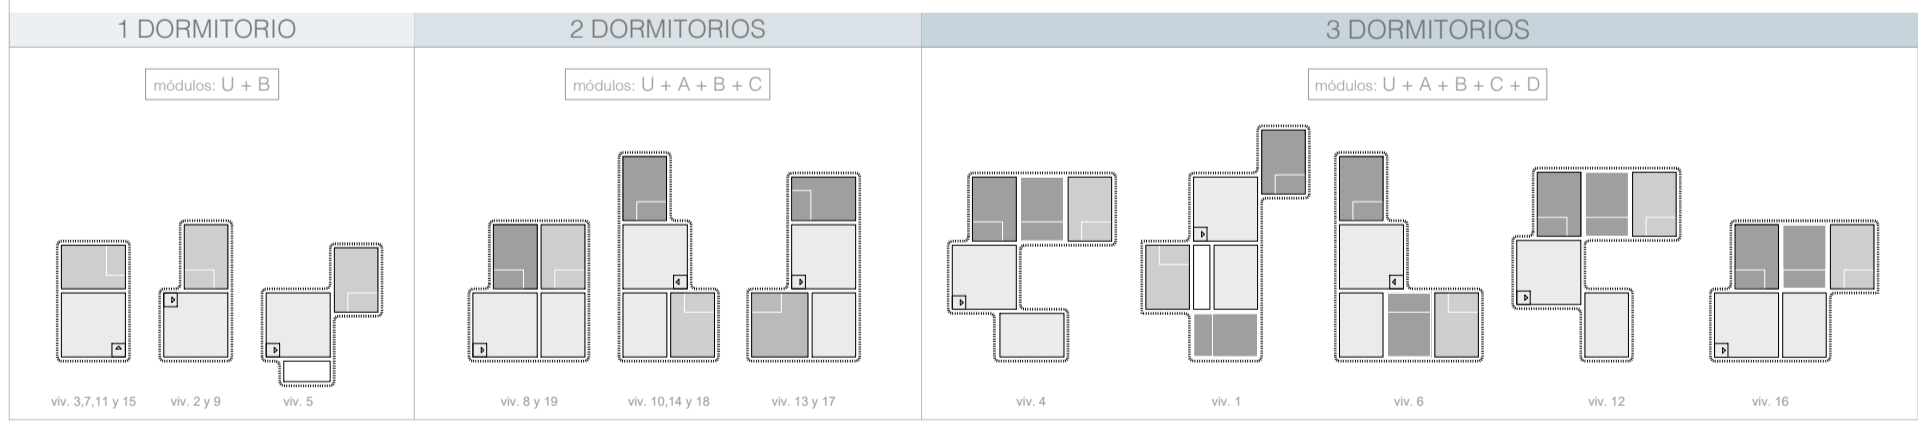 1 DORMITORIO
2 DORMITORIOS
3 DORMITORIOS
módulos: U + B
módulos: U + A + B + C
módulos: U + A + B + C + D
viv. 3,7,11 y 15
viv. 2 y 9
viv. 5
viv. 8 y 19
viv. 10,14 y 18
viv. 13 y 17
viv. 4
viv. 1
viv. 6
viv. 12
viv. 16